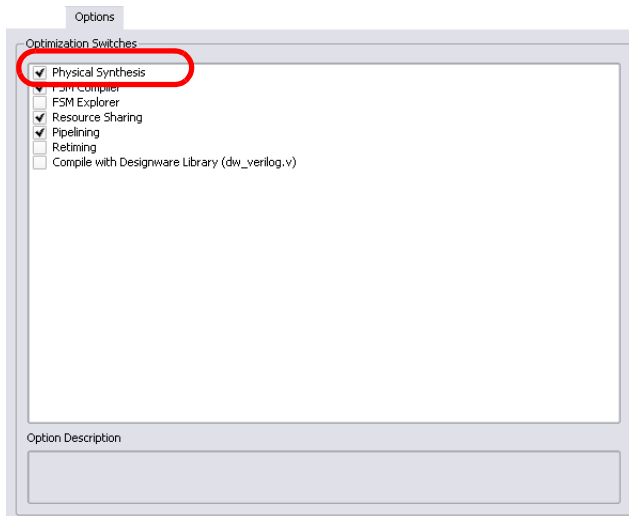 Options
Optimization Switches
Physical Synthesis
FSM Compiler
FSM Explorer
Resource Sharing
Pipelining
Retiming
Compile with Designware Library (dw_verilog.v)
Option Description